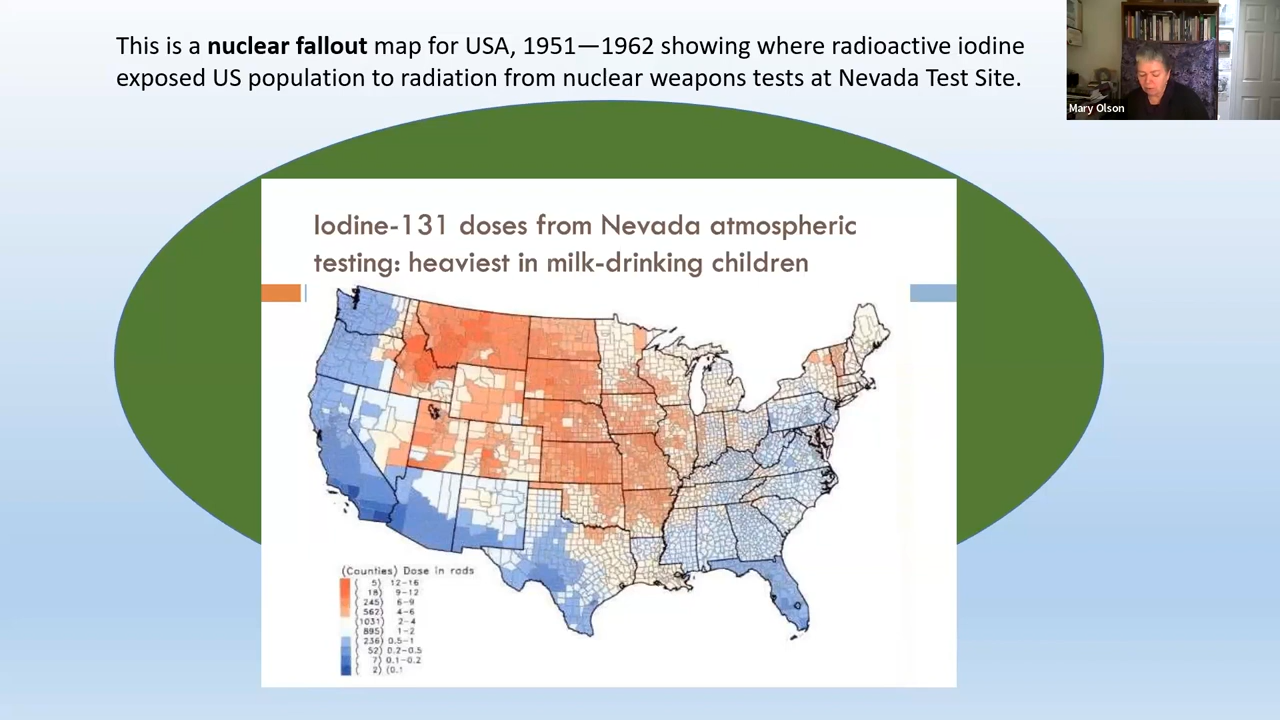 This is a nuclear fallout map for USA, 1951—1962 showing where radioactive iodine
exposed US population to radiation from nuclear weapons tests at Nevada Test Site.
Mary Olson
Iodine-131 doses from Nevada atmospheric
testing: heaviest in milk-drinking children
(Counties) Dose in rads
( 5) 12-16
( 18) 9-12
( 245) 6-9
( 562) 4-6
(1031) 2-4
( 895) 1-2
( 236) 0.5-1
( 52) 0.2-0.5
( 7) 0.1-0.2
( 2) (0.1